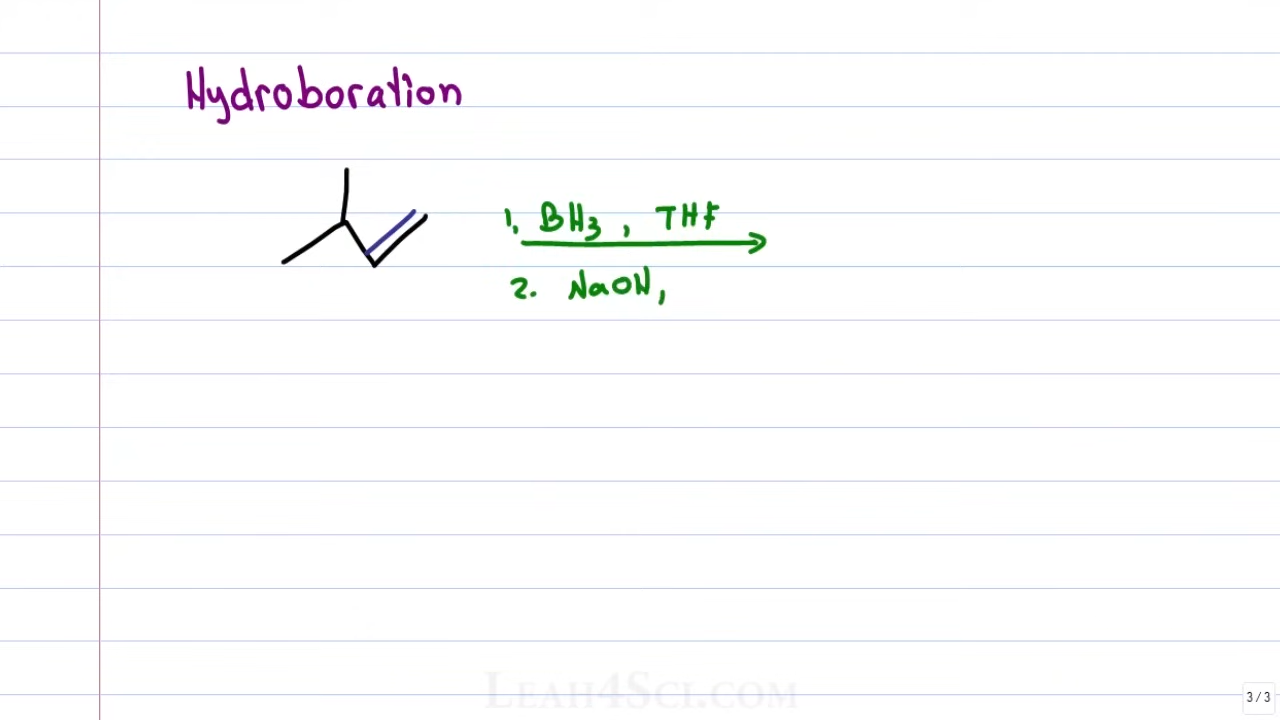 Hydroboration
1. BH3, THF
2. NaOH,
LEAH4SCI.COM
3/3